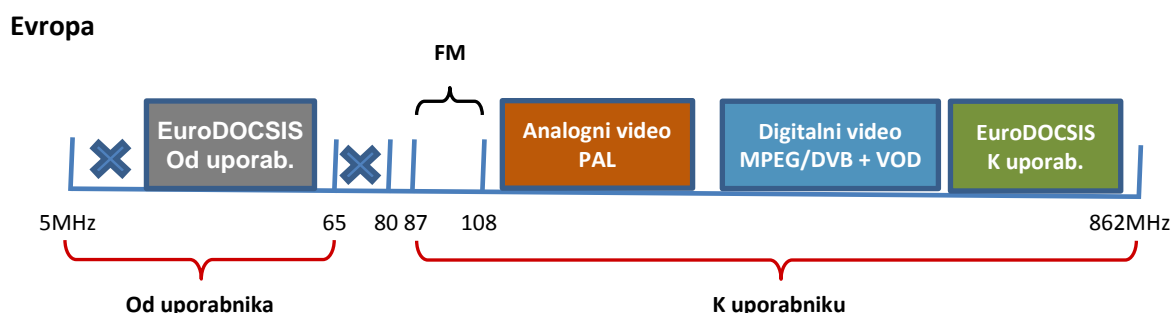 Evropa
FM
EuroDOCSIS
Od uporab.
Analogni video
PAL
Digitalni video
MPEG/DVB + VOD
EuroDOCSIS
K uporab.
5MHz 65 80 87 108 862MHz
Od uporabnika K uporabniku